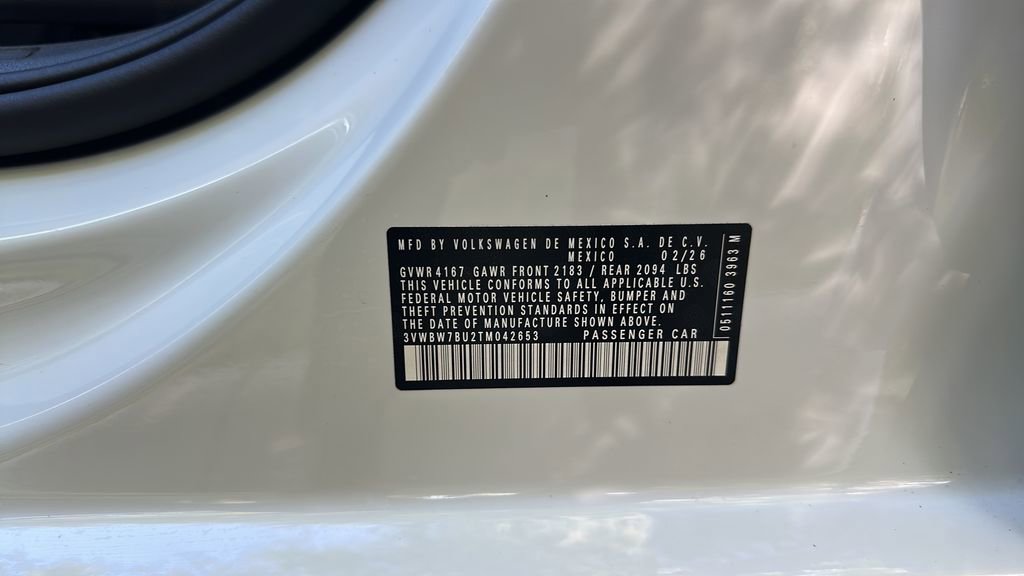 MFD BY VOLKSWAGEN DE MEXICO S.A. DE C.V.
MEXICO 02/26
GVWR 4167 GAWR FRONT 2183 / REAR 2094 LBS
THIS VEHICLE CONFORMS TO ALL APPLICABLE U.S.
FEDERAL MOTOR VEHICLE SAFETY, BUMPER AND
THEFT PREVENTION STANDARDS IN EFFECT ON
THE DATE OF MANUFACTURE SHOWN ABOVE.
3VWBW7BU2TM042653 PASSENGER CAR
0511160 3963 M